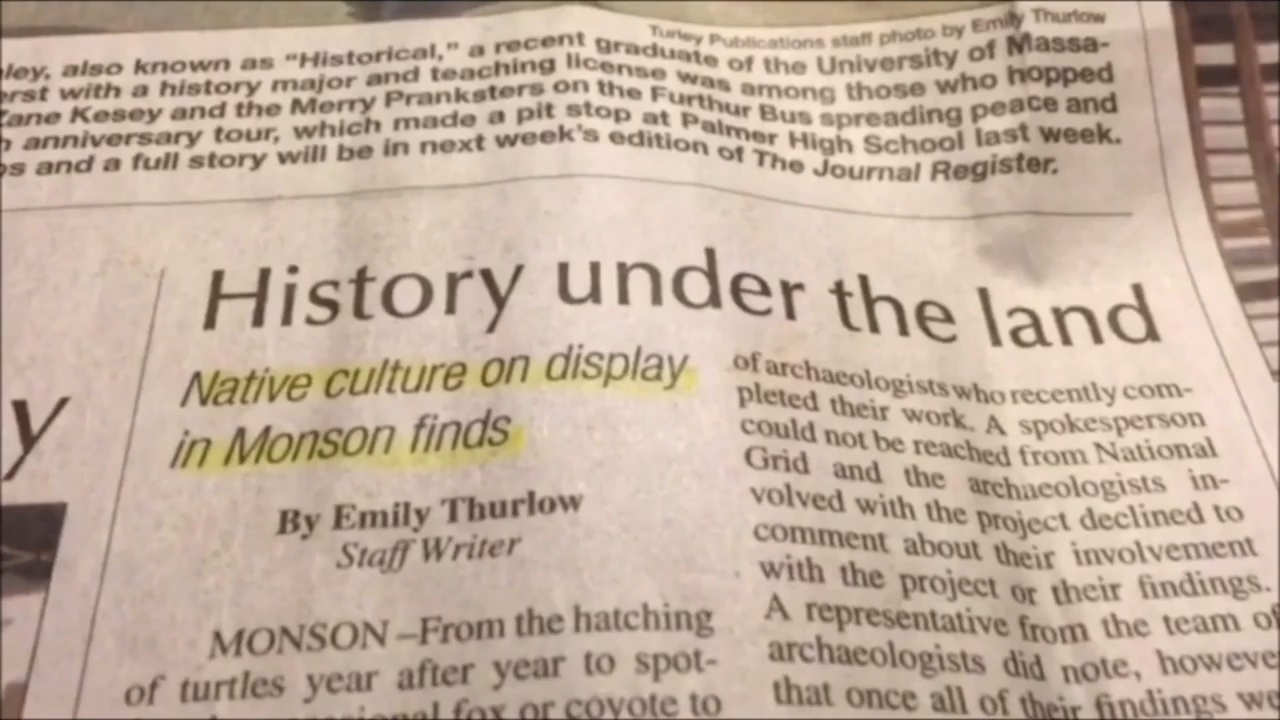 Turley Publications staff photo by Emily Thurlow
ley, also known as “Historical,” a recent graduate of the University of Massa-
erst with a history major and teaching license was among those who hopped
Zane Kesey and the Merry Pranksters on the Furthur Bus spreading peace and
h anniversary tour, which made a pit stop at Palmer High School last week.
os and a full story will be in next week’s edition of The Journal Register.
y
History under the land
Native culture on display
in Monson finds
By Emily Thurlow
Staff Writer
MONSON –From the hatching
of turtles year after year to spot-
fox or coyote to
of archaeologists who recently com-
pleted their work. A spokesperson
could not be reached from National
Grid and the archaeologists in-
volved with the project declined to
comment about their involvement
with the project or their findings.
A representative from the team of
archaeologists did note, howeve
that once all of their findings we